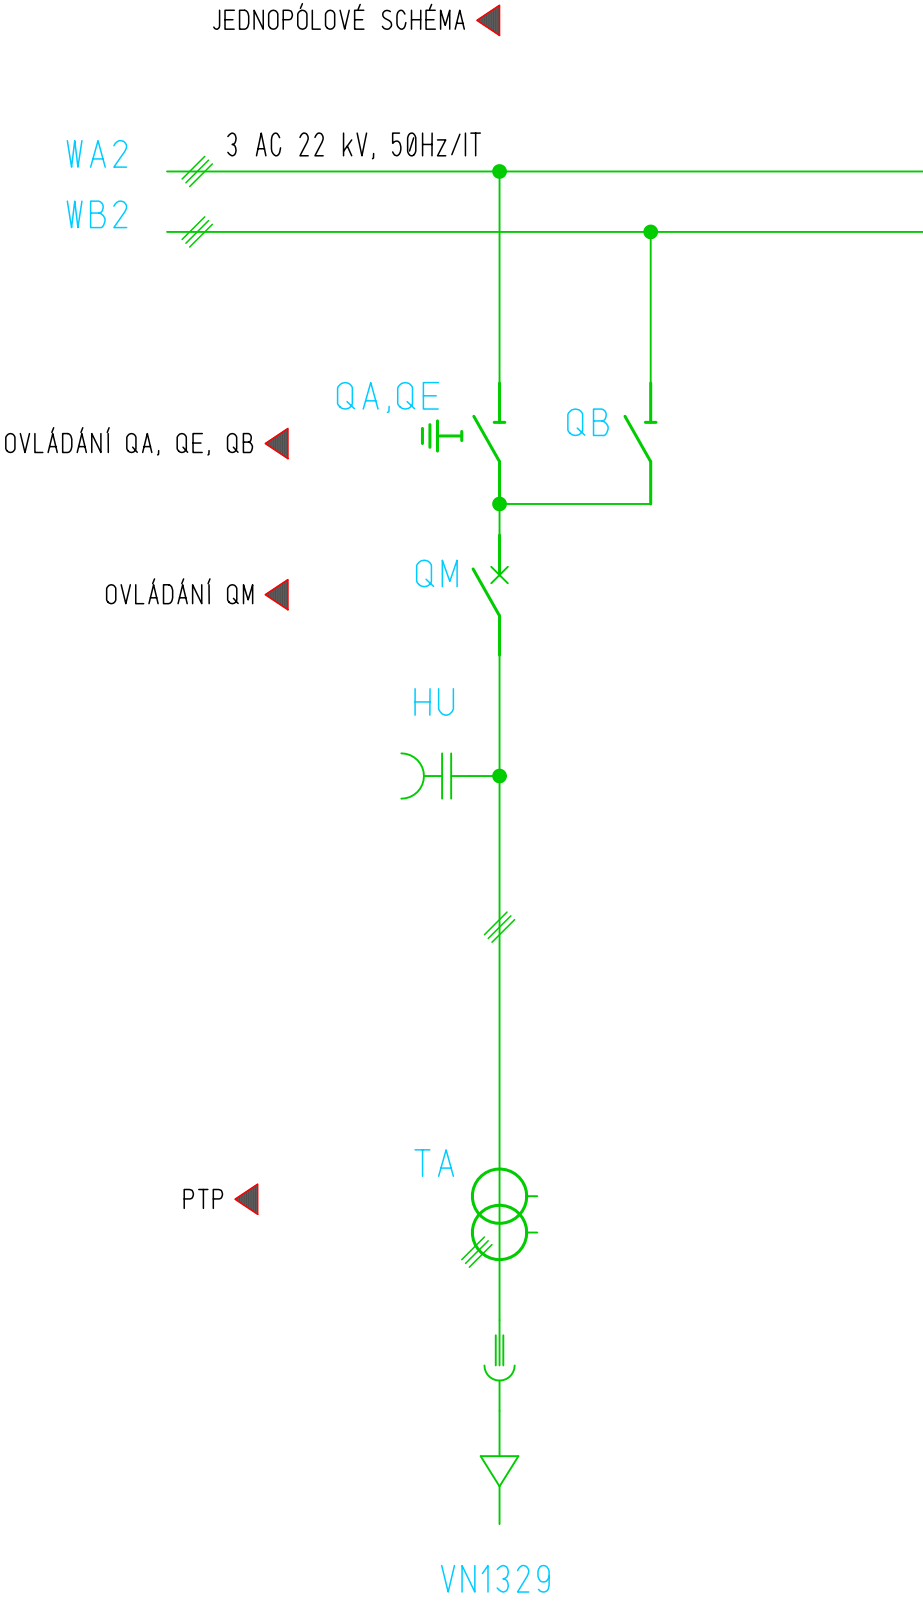 JEDNOPÓLOVÉ SCHÉMA
3 AC 22 kV, 50Hz/IT
WA2
WB2
QA,QE
QB
OVLÁDÁNÍ QA, QE, QB
QM
OVLÁDÁNÍ QM
HU
TA
PTP
VN1329